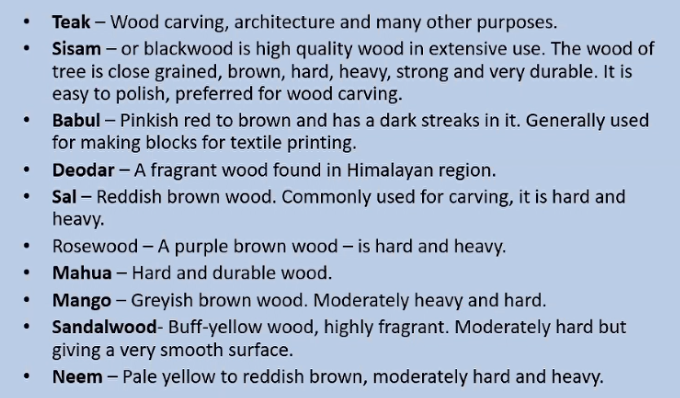 • Teak – Wood carving, architecture and many other purposes.
• Sisam – or blackwood is high quality wood in extensive use. The wood of
tree is close grained, brown, hard, heavy, strong and very durable. It is
easy to polish, preferred for wood carving.
• Babul – Pinkish red to brown and has a dark streaks in it. Generally used
for making blocks for textile printing.
• Deodar – A fragrant wood found in Himalayan region.
• Sal – Reddish brown wood. Commonly used for carving, it is hard and
heavy.
• Rosewood – A purple brown wood – is hard and heavy.
• Mahua – Hard and durable wood.
• Mango – Greyish brown wood. Moderately heavy and hard.
• Sandalwood- Buff-yellow wood, highly fragrant. Moderately hard but
giving a very smooth surface.
• Neem – Pale yellow to reddish brown, moderately hard and heavy.